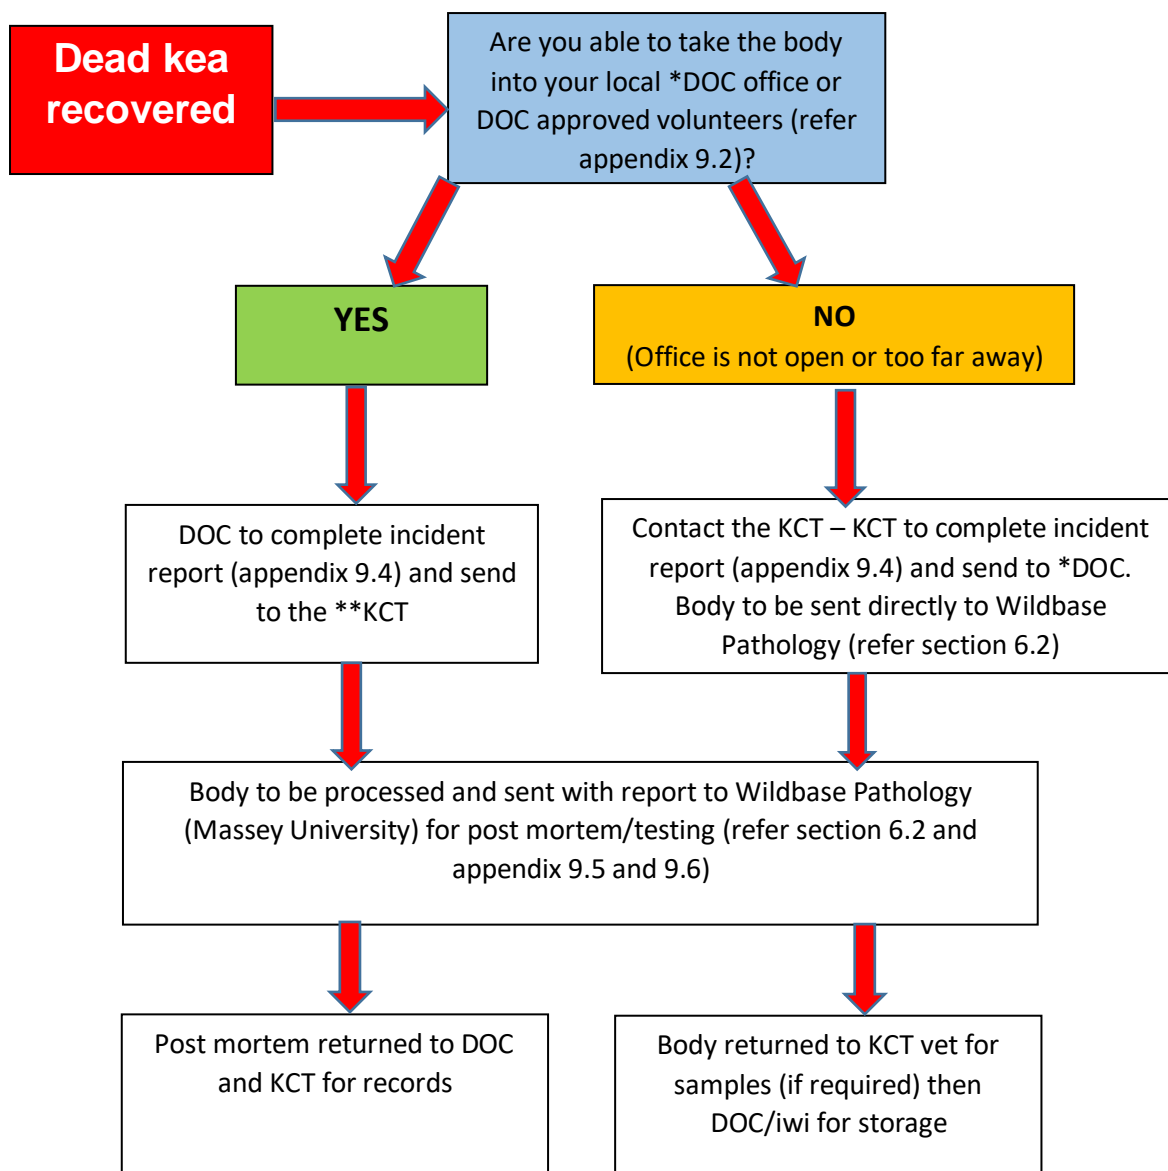 Dead kea
recovered
Are you able to take the body
into your local *DOC office or
DOC approved volunteers (refer
appendix 9.2)?
YES
NO
(Office is not open or too far away)
DOC to complete incident
report (appendix 9.4) and send
to the **KCT
Contact the KCT – KCT to complete incident
report (appendix 9.4) and send to *DOC.
Body to be sent directly to Wildbase
Pathology (refer section 6.2)
Body to be processed and sent with report to Wildbase Pathology
(Massey University) for post mortem/testing (refer section 6.2 and
appendix 9.5 and 9.6)
Post mortem returned to DOC
and KCT for records
Body returned to KCT vet for
samples (if required) then
DOC/iwi for storage